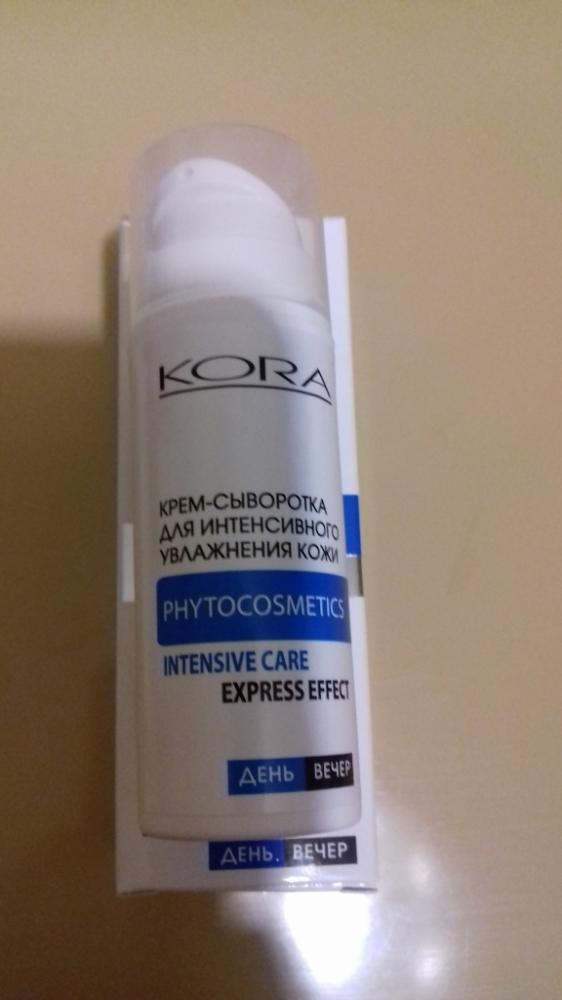 KORA
КРЕМ-СЫВОРОТКА
ДЛЯ ИНТЕНСИВНОГО
УВЛАЖНЕНИЯ КОЖИ
PHYTOCOSMETICS
INTENSIVE CARE
EXPRESS EFFECT
ДЕНЬ ВЕЧЕР
ДЕНЬ. ВЕЧЕР